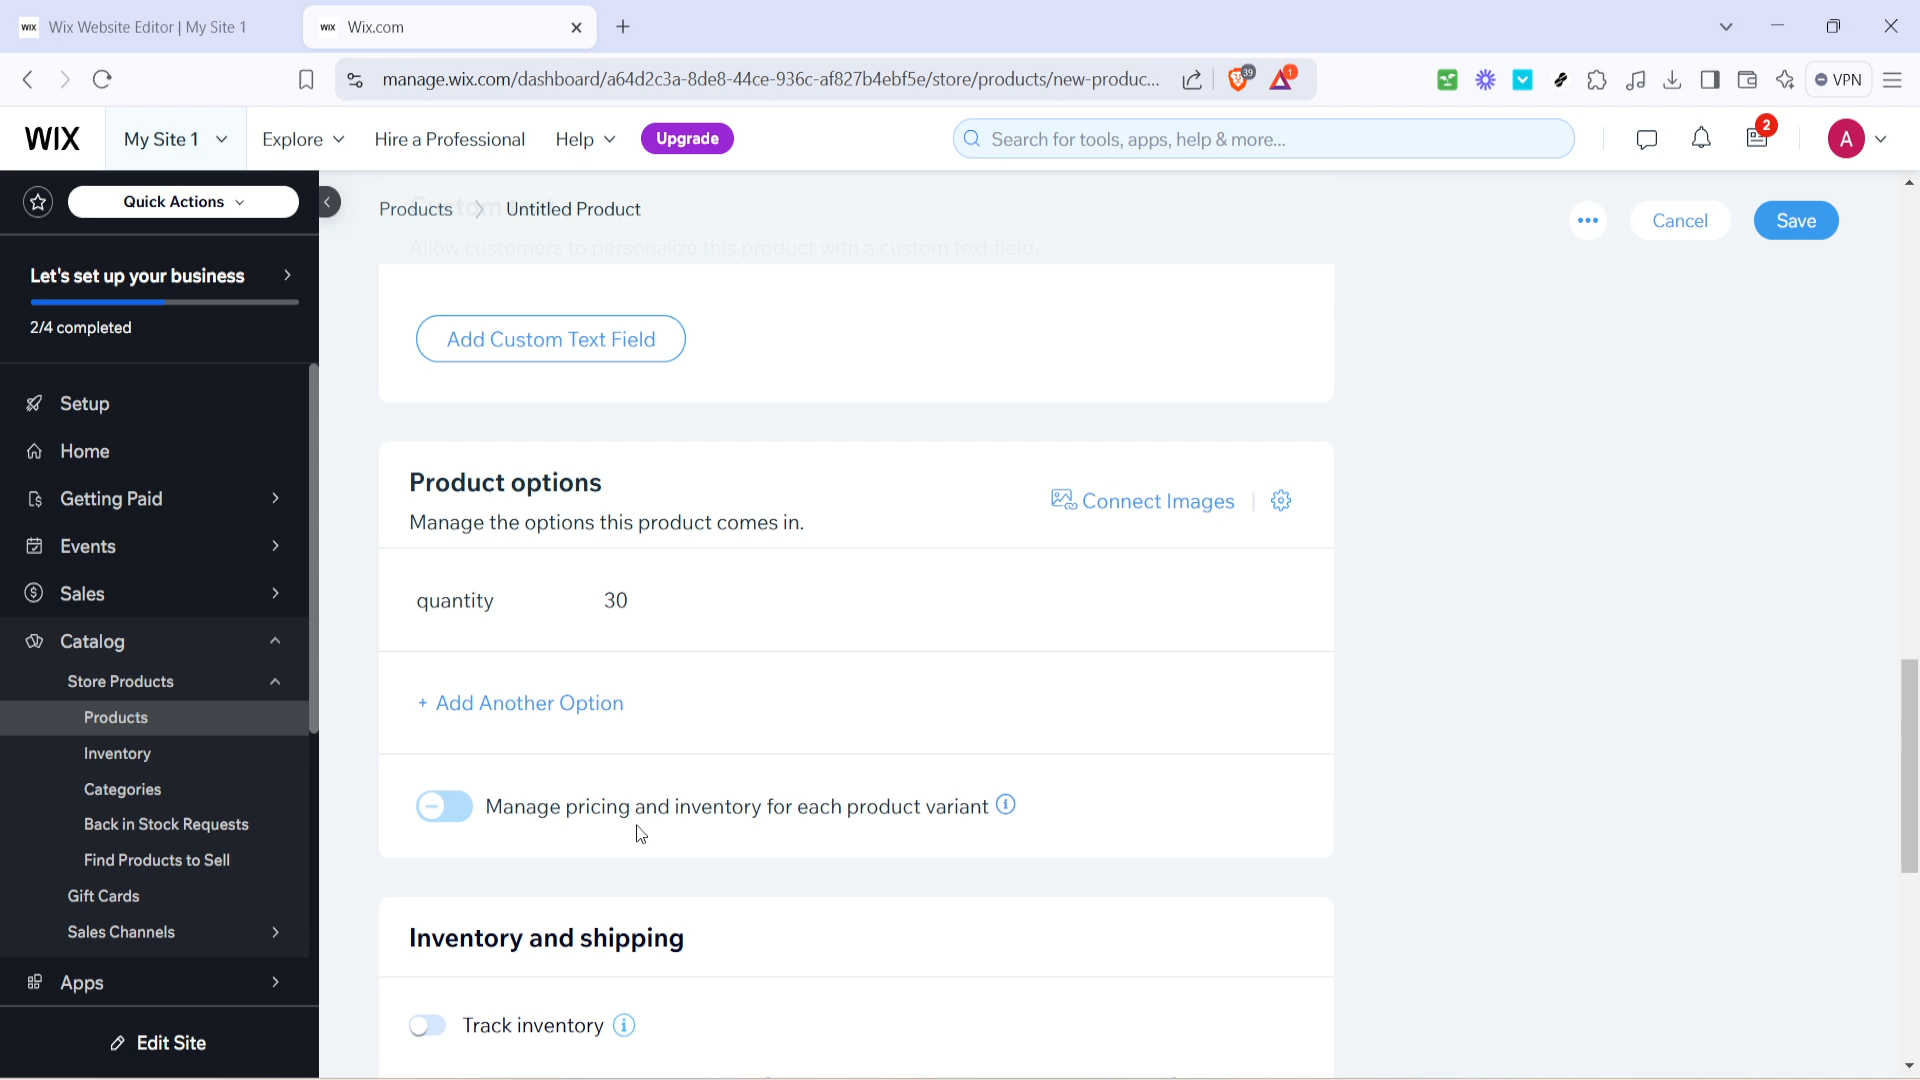 Wix Website Editor | My Site 1
Wix.com
manage.wix.com/dashboard/a64d2c3a-8de8-44ce-936c-af827b4ebf5e/store/products/new-produc...
39
1
VPN
WIX
My Site 1
Explore
Hire a Professional
Help
Upgrade
Search for tools, apps, help & more...
2
A
Quick Actions
Products
Untitled Product
Cancel
Save
Allow customers to personalize this product with a custom text field.
Let's set up your business
2/4 completed
Add Custom Text Field
Setup
Home
Getting Paid
Events
Sales
Catalog
Store Products
Products
Inventory
Categories
Back in Stock Requests
Find Products to Sell
Gift Cards
Sales Channels
Apps
Edit Site
Product options
Manage the options this product comes in.
Connect Images
quantity 30
+ Add Another Option
Manage pricing and inventory for each product variant
Inventory and shipping
Track inventory